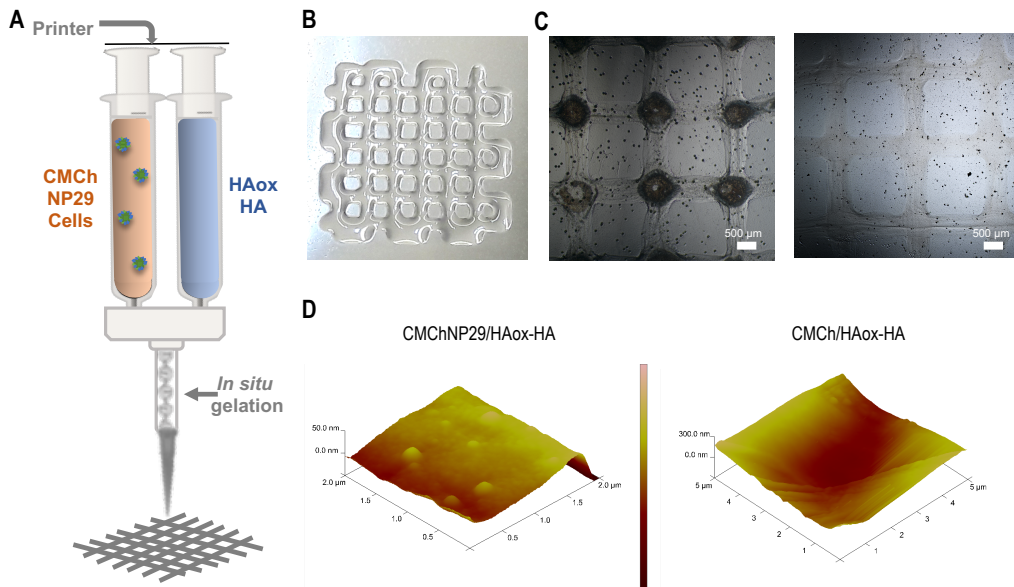 A
Printer
CMCh
NP29
Cells
HAox
HA
In situ
gelation
B
C
500 µm
500 µm
D
CMChNP29/HAox-HA
50.0 nm
0.0 nm
2.0 µm
1.5
1.0
0.5
0.5
1.0
1.5
2.0 µm
CMCh/HAox-HA
300.0 nm
0.0 nm
5 µm
4
3
2
1
1
2
3
4
5 µm